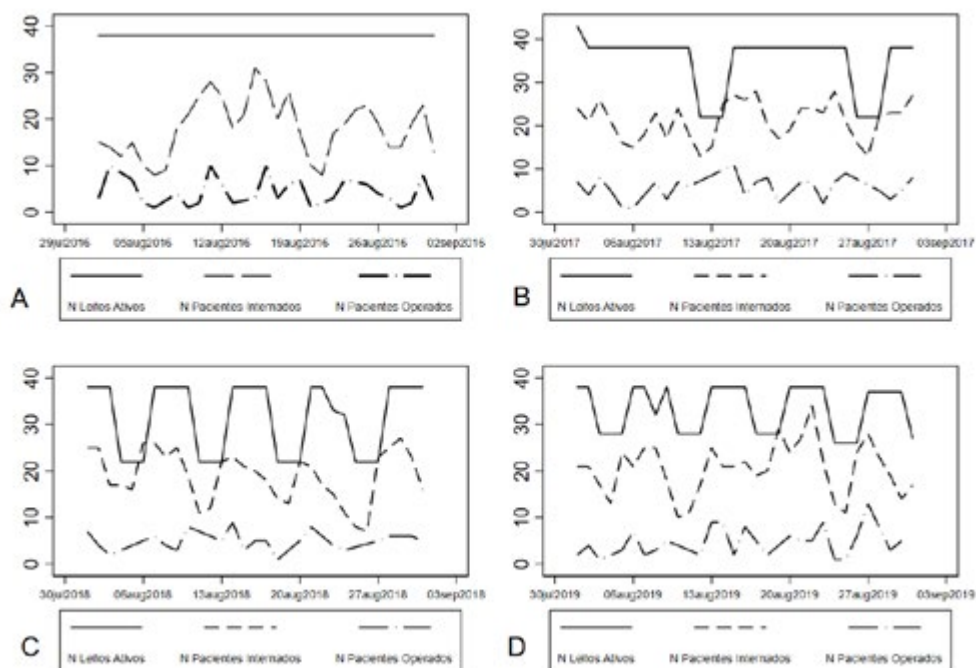 40
30
20
10
0
29jul2016 05aug2016 12aug2016 19aug2016 26aug2016 02sep2016
A
N Leitos Ativos N Pacientes Internados N Pacientes Operados
40
30
20
10
0
30jul2017 06aug2017 13aug2017 20aug2017 27aug2017 03sep2017
B
N Leitos Ativos N Pacientes Internados N Pacientes Operados
40
30
20
10
0
30jul2018 06aug2018 13aug2018 20aug2018 27aug2018 03sep2018
C
N Leitos Ativos N Pacientes Internados N Pacientes Operados
40
30
20
10
0
30jul2019 06aug2019 13aug2019 20aug2019 27aug2019 03sep2019
D
N Leitos Ativos N Pacientes Internados N Pacientes Operados